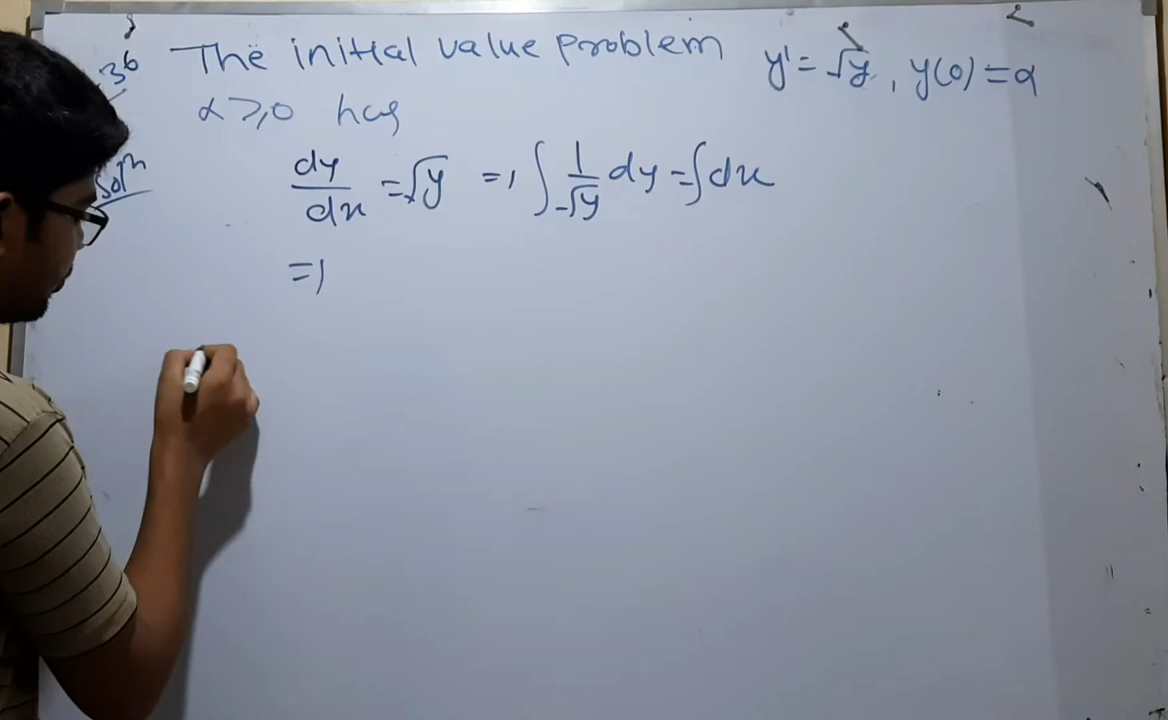 36 The initial value problem y' = √y, y(0) = α
α ≥ 0 has
Solⁿ dy/dx = √y ⇒ ∫ 1/√y dy = ∫ dx
⇒